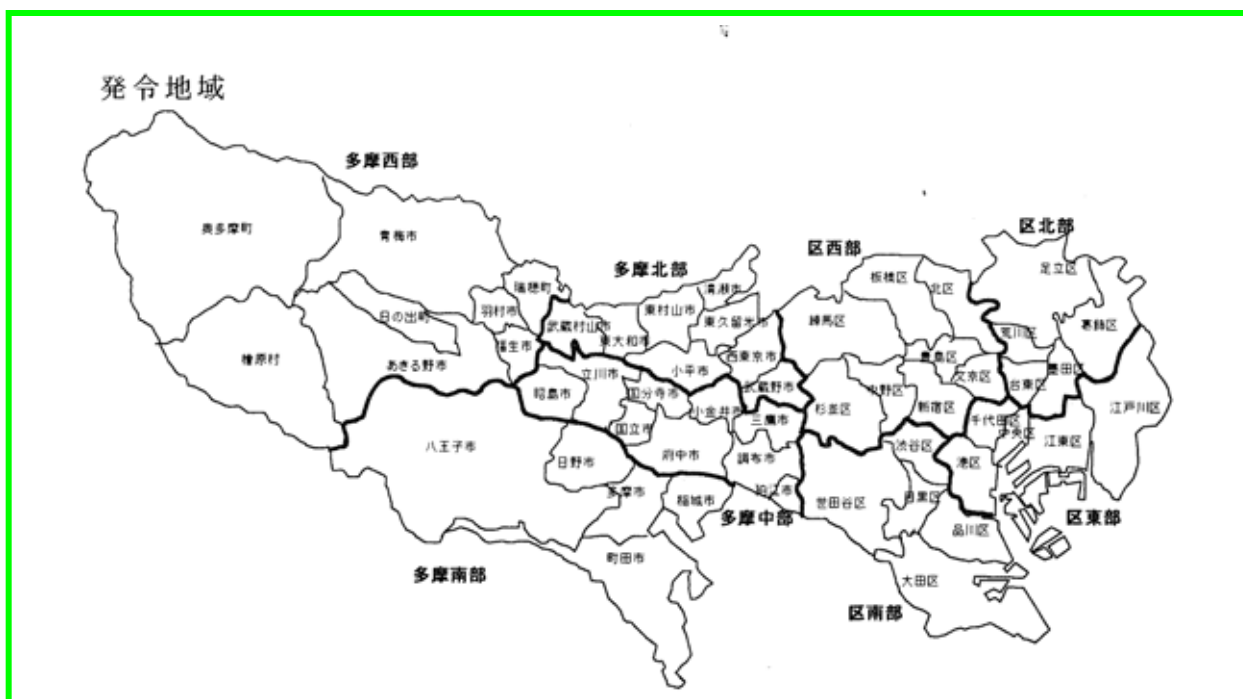 発令地域
多摩西部
奥多摩町
青梅市
瑞穂町
羽村市
日の出町
福生市
あきる野市
檜原村
多摩北部
清瀬市
東村山市
武蔵村山市
東大和市
東久留米市
西東京市
小平市
武蔵野市
立川市
昭島市
国分寺市
小金井市
三鷹市
国立市
府中市
調布市
狛江市
多摩中部
八王子市
日野市
多摩市
稲城市
町田市
多摩南部
区西部
板橋区
北区
練馬区
豊島区
文京区
中野区
新宿区
杉並区
区北部
足立区
荒川区
葛飾区
台東区
墨田区
千代田区
中央区
江東区
江戸川区
港区
区東部
渋谷区
世田谷区
目黒区
品川区
大田区
区南部